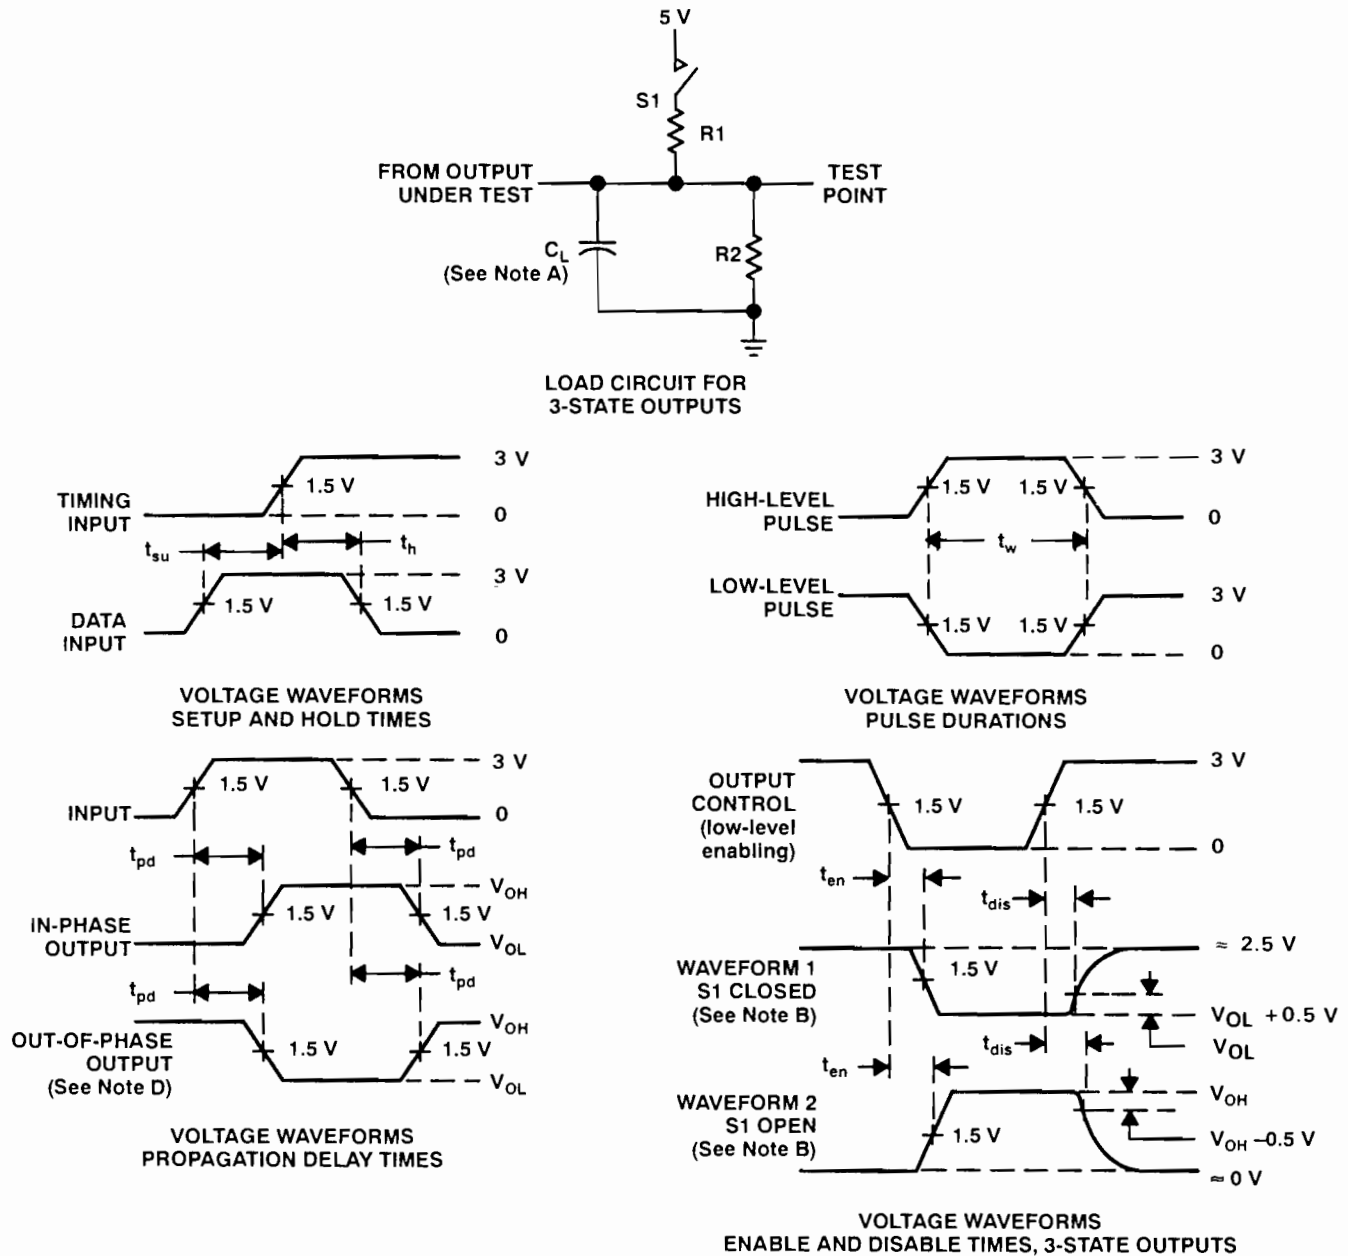 5 V
S1
R1
FROM OUTPUT
UNDER TEST
TEST
POINT
CL
(See Note A)
R2
LOAD CIRCUIT FOR
3-STATE OUTPUTS
TIMING
INPUT
1.5 V
3 V
0
tsu
th
DATA
INPUT
1.5 V
1.5 V
3 V
0
VOLTAGE WAVEFORMS
SETUP AND HOLD TIMES
HIGH-LEVEL
PULSE
1.5 V
1.5 V
3 V
0
tw
LOW-LEVEL
PULSE
1.5 V
1.5 V
3 V
0
VOLTAGE WAVEFORMS
PULSE DURATIONS
INPUT
1.5 V
1.5 V
3 V
0
tpd
tpd
IN-PHASE
OUTPUT
1.5 V
1.5 V
VOH
VOL
tpd
tpd
OUT-OF-PHASE
OUTPUT
(See Note D)
1.5 V
1.5 V
VOH
VOL
VOLTAGE WAVEFORMS
PROPAGATION DELAY TIMES
OUTPUT
CONTROL
(low-level
enabling)
1.5 V
1.5 V
3 V
0
ten
tdis
WAVEFORM 1
S1 CLOSED
(See Note B)
1.5 V
≈ 2.5 V
VOL +0.5 V
VOL
ten
tdis
WAVEFORM 2
S1 OPEN
(See Note B)
1.5 V
VOH
VOH −0.5 V
≈ 0 V
VOLTAGE WAVEFORMS
ENABLE AND DISABLE TIMES, 3-STATE OUTPUTS